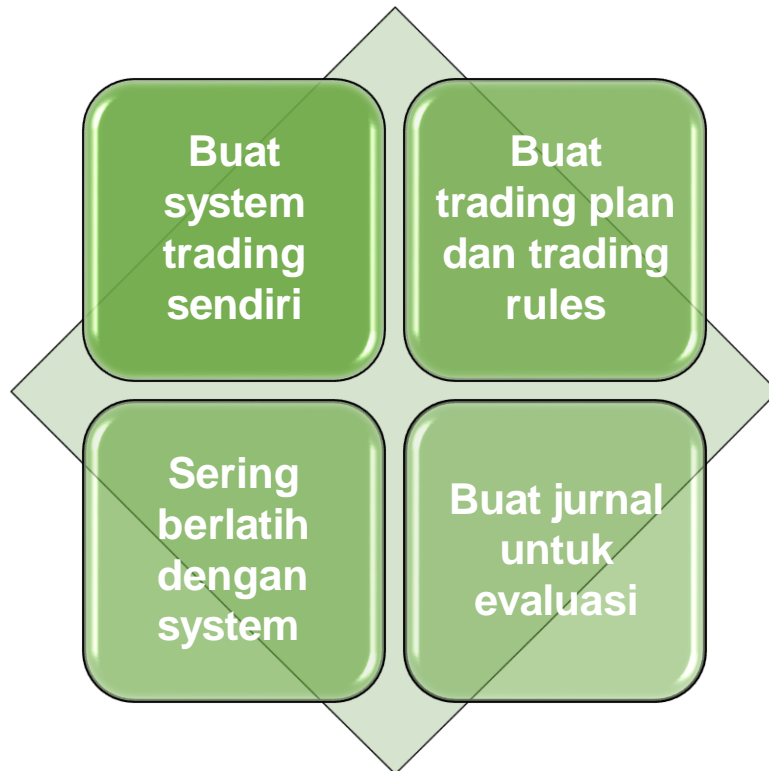 Buat
system
trading
sendiri
Buat
trading plan
dan trading
rules
Sering
berlatih
dengan
system
Buat jurnal
untuk
evaluasi